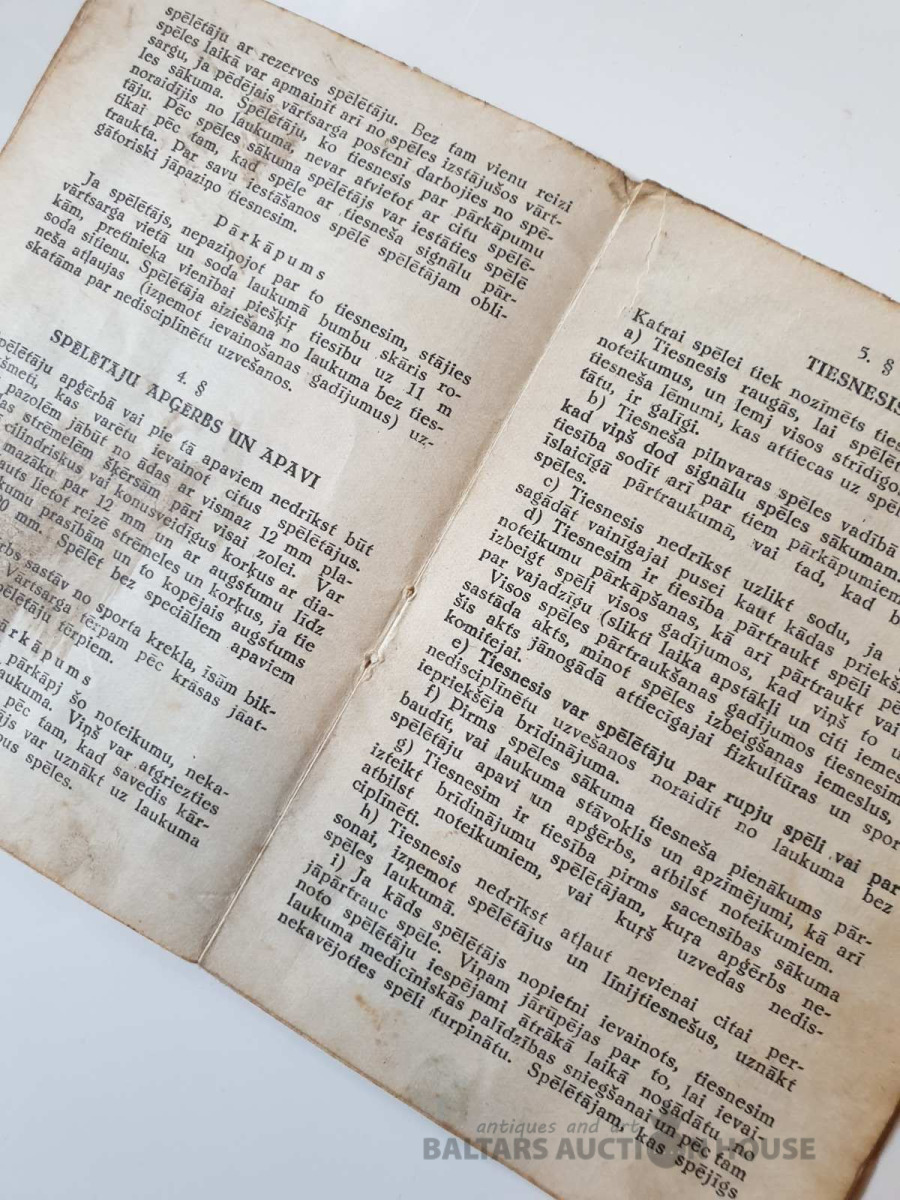 spēlētāju ar rezerves spēlētāju. Bez tam vienu reizi
spēles laikā var apmainīt arī no spēles izstājušos vārt-
sargu, ja pēdējais vārtsarga postenī darbojies no spē-
les sākuma. Spēlētāju, ko tiesnesis par pārkāpumu
noraidījis no laukuma, nevar atvietot ar citu spēlē-
tāju. Pēc spēles sākuma spēlētājs var iestāties spēlē
tikai pēc tam, kad spēle ar tiesneša signālu pār-
traukta. Par savu iestāšanos spēlē spēlētājam obli-
gātoriski jāpaziņo tiesnesim.
Pārkāpums
Ja spēlētājs, nepaziņojot par to tiesnesim, stājies
vārtsarga vietā un soda laukumā bumbu skāris ro-
kām, pretinieka vienībai piešķir tiesību uz 11 m
soda sitienu. Spēlētāja aiziešana no laukuma bez ties-
neša atļaujas (izņemot ievainošanas gadījumus) uz-
skatāma par nedisciplinētu uzvešanos.
4. §
SPĒLĒTĀJU APĢĒRBS UN APAVI
spēlētāju apģērbā vai pie tā apaviem nedrīkst būt
kšmeti, kas varētu ievainot citus spēlētājus.
pazolēm jābūt no ādas ar vismaz 12 mm pla-
as strēmelēm šķērsām pāri visai zolei. Var
cilindriskus vai konusveidīgus korķus ar dia-
mazāku par 12 mm un ar augstumu līdz
auts lietot reizē strēmeles un korķus, ja tie
kumu prasībām un to kopējais augstums
20 mm. Spēlēt bez speciāliem apaviem
rbs sastāv no sporta krekla, īsām bik-
Vārtsarga tērpam pēc krāsas jāat-
pēlētāju tērpiem.
Pārkāpums
pārkāpj šo noteikumu, neka-
laukuma. Viņš var atgriezties
pēc tam, kad savedis kār-
ājs var uznākt uz laukuma
pus spēles.
5. §
TIESNESIS
Katrai spēlei tiek nozīmēts ties
a) Tiesnesis raugās, lai spēlēt
noteikumus, un lemj visos strīdīgo
tiesneša lēmumi, kas attiecas uz spēl
tātu, ir galīgi.
b) Tiesneša pilnvaras spēles vadībā
kad viņš dod signālu spēles sākumam.
tiesība sodīt arī par tiem pārkāpumiem
īslaicīgā pārtraukumā, vai tad, kad b
spēles.
c) Tiesnesis nedrīkst uzlikt sodu, ja
sagādāt vainīgajai pusei kaut kādas priekš
d) Tiesnesim ir tiesība pārtraukt spēli pē
noteikumu pārkāpšanas, kā arī pārtraukt vai
izbeigt spēli visos gadījumos, kad viņš to u
par vajadzīgu (slikti laika apstākļi un citi iemes
Visos spēles pārtraukšanas gadījumos tiesnesim
sastāda akts, minot spēles izbeigšanas iemeslus,
šis akts jānogādā attiecīgajai fizkultūras un spor
komitejai.
e) Tiesnesis var spēlētāju par rupju spēli vai par
nedisciplinētu uzvešanos noraidīt no laukuma bez
iepriekšēja brīdinājuma.
f) Pirms spēles sākuma tiesneša pienākums pār-
baudīt, vai laukuma stāvoklis un apzīmējumi, kā arī
spēlētāju apavi un apģērbs, atbilst noteikumiem.
g) Tiesnesim ir tiesība pirms sacensības sākuma
izteikt brīdinājumu spēlētājam, kura apģērbs ne-
atbilst noteikumiem, vai kurš uzvedas nedis-
ciplinēti.
h) Tiesnesis nedrīkst atļaut nevienai citai per-
sonai, izņemot spēlētājus un līnijtiesnešus, uznākt
spēles laukumā.
i) Ja kāds spēlētājs nopietni ievainots, tiesnesim
jāpārtrauc spēle. Viņam jārūpējas par to, lai ievai-
noto spēlētāju iespējami ātrākā laikā nogādātu no
laukuma medicīniskās palīdzības sniegšanai un pēc tam
nekavējoties spēli turpinātu. Spēlētājam, kas spējīgs
antiques and art
BALTARS AUCTION HOUSE